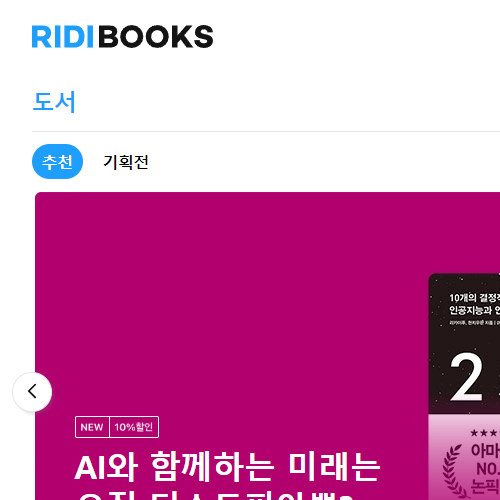 RIDIBOOKS
도서
추천 기획전
10개의 결정적
인공지능과 인
2
★★★
아마
NO.
논픽
NEW 10%할인
AI와 함께하는 미래는